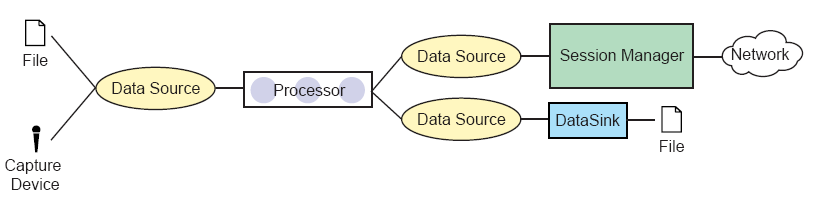 File
Capture
Device
Data Source
Processor
Data Source
Session Manager
Network
Data Source
DataSink
File